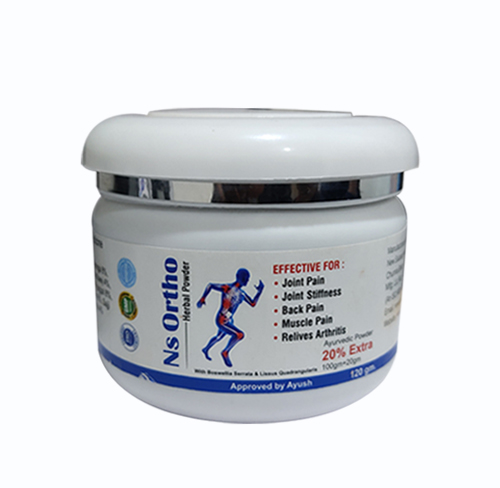 Ns Ortho
Herbal Powder
EFFECTIVE FOR :
Joint Pain
Joint Stiffness
Back Pain
Muscle Pain
Relives Arthritis
Ayurvedic Powder
20% Extra
100gm+20gm
With Boswellia Serrata & Lissus Quadrangularis
120 gm.
Approved by Ayush